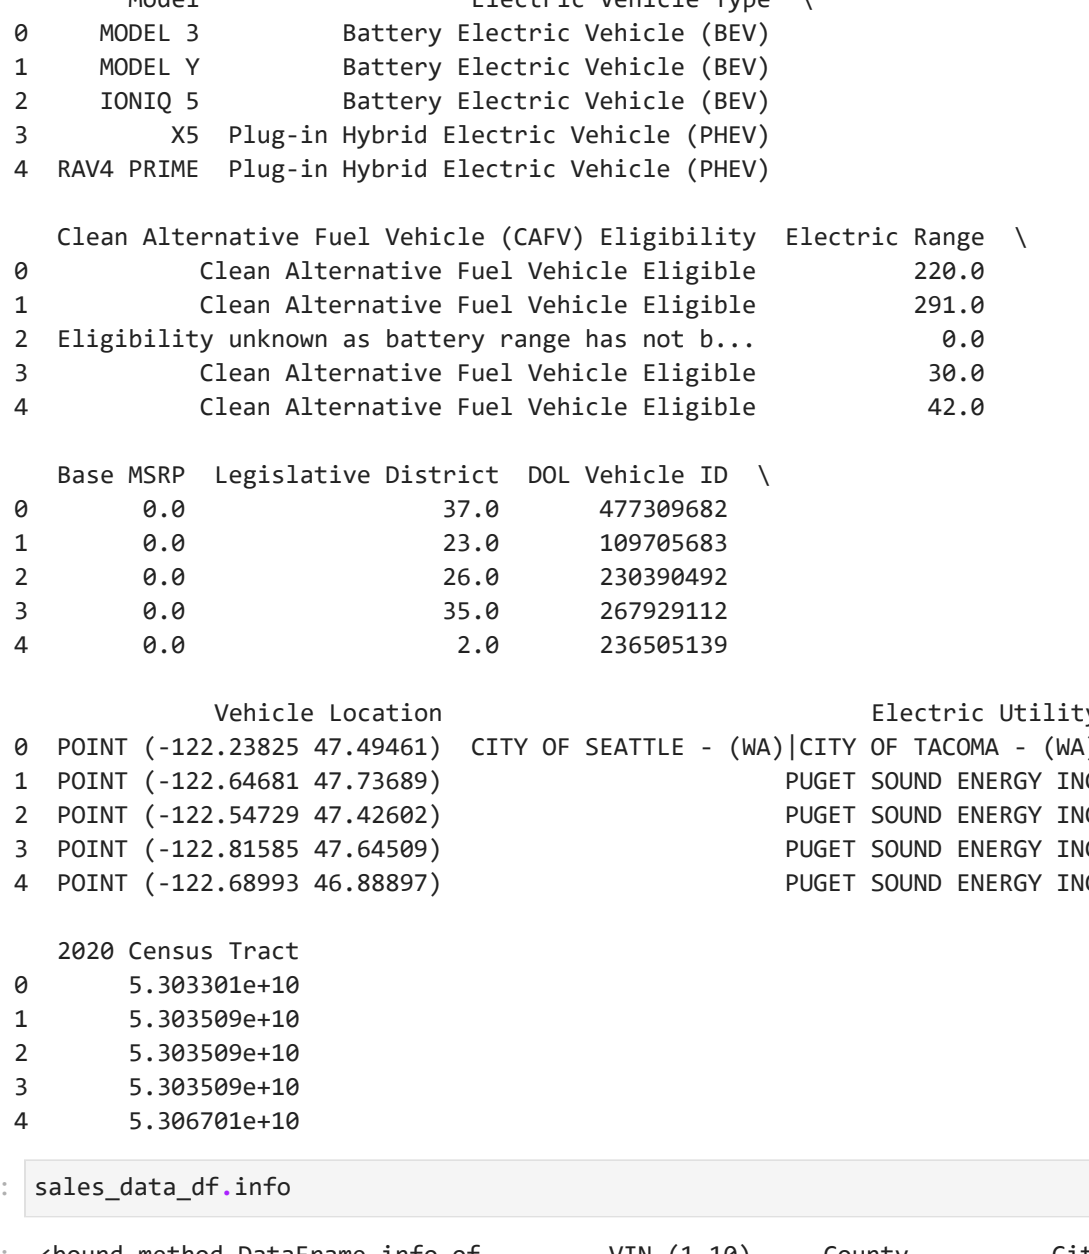 Model Electric Vehicle Type \
0 MODEL 3 Battery Electric Vehicle (BEV)
1 MODEL Y Battery Electric Vehicle (BEV)
2 IONIQ 5 Battery Electric Vehicle (BEV)
3 X5 Plug-in Hybrid Electric Vehicle (PHEV)
4 RAV4 PRIME Plug-in Hybrid Electric Vehicle (PHEV)
Clean Alternative Fuel Vehicle (CAFV) Eligibility Electric Range \
0 Clean Alternative Fuel Vehicle Eligible 220.0
1 Clean Alternative Fuel Vehicle Eligible 291.0
2 Eligibility unknown as battery range has not b... 0.0
3 Clean Alternative Fuel Vehicle Eligible 30.0
4 Clean Alternative Fuel Vehicle Eligible 42.0
Base MSRP Legislative District DOL Vehicle ID \
0 0.0 37.0 477309682
1 0.0 23.0 109705683
2 0.0 26.0 230390492
3 0.0 35.0 267929112
4 0.0 2.0 236505139
Vehicle Location Electric Utility
0 POINT (-122.23825 47.49461) CITY OF SEATTLE - (WA)|CITY OF TACOMA - (WA)
1 POINT (-122.64681 47.73689) PUGET SOUND ENERGY INC
2 POINT (-122.54729 47.42602) PUGET SOUND ENERGY INC
3 POINT (-122.81585 47.64509) PUGET SOUND ENERGY INC
4 POINT (-122.68993 46.88897) PUGET SOUND ENERGY INC
2020 Census Tract
0 5.303301e+10
1 5.303509e+10
2 5.303509e+10
3 5.303509e+10
4 5.306701e+10
: sales_data_df.info
: <bound method DataFrame.info of VIN (1-10) County